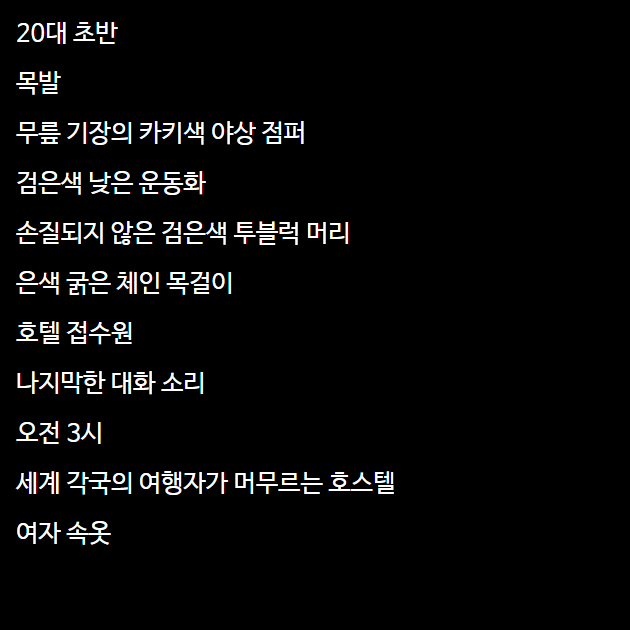 20대 초반
목발
무릎 기장의 카키색 야상 점퍼
검은색 낮은 운동화
손질되지 않은 검은색 투블럭 머리
은색 굵은 체인 목걸이
호텔 접수원
나지막한 대화 소리
오전 3시
세계 각국의 여행자가 머무르는 호스텔
여자 속옷